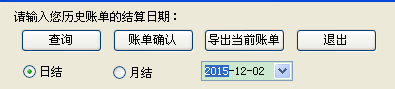 请输入您历史账单的结算日期：
查询 账单确认 导出当前账单 退出
日结 月结 2015-12-02